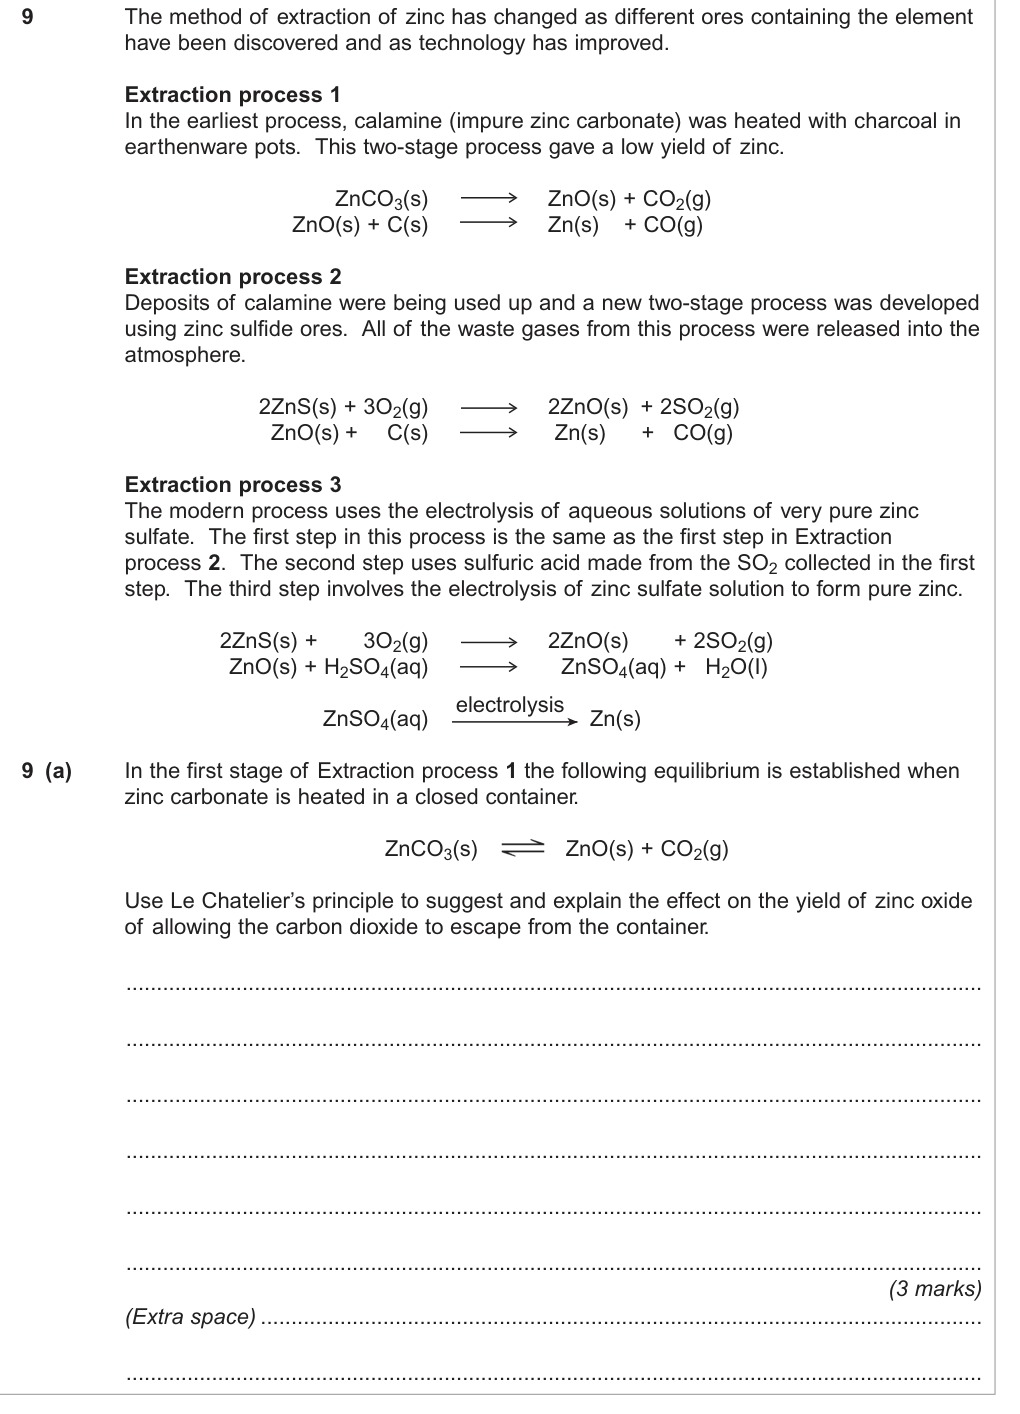 9 The method of extraction of zinc has changed as different ores containing the element
have been discovered and as technology has improved.
Extraction process 1
In the earliest process, calamine (impure zinc carbonate) was heated with charcoal in
earthenware pots. This two-stage process gave a low yield of zinc.
ZnCO₃(s) ⟶ ZnO(s) + CO₂(g)
ZnO(s) + C(s) ⟶ Zn(s) + CO(g)
Extraction process 2
Deposits of calamine were being used up and a new two-stage process was developed
using zinc sulfide ores. All of the waste gases from this process were released into the
atmosphere.
2ZnS(s) + 3O₂(g) ⟶ 2ZnO(s) + 2SO₂(g)
ZnO(s) + C(s) ⟶ Zn(s) + CO(g)
Extraction process 3
The modern process uses the electrolysis of aqueous solutions of very pure zinc
sulfate. The first step in this process is the same as the first step in Extraction
process 2. The second step uses sulfuric acid made from the SO₂ collected in the first
step. The third step involves the electrolysis of zinc sulfate solution to form pure zinc.
2ZnS(s) + 3O₂(g) ⟶ 2ZnO(s) + 2SO₂(g)
ZnO(s) + H₂SO₄(aq) ⟶ ZnSO₄(aq) + H₂O(l)
electrolysis
ZnSO₄(aq) ⟶ Zn(s)
9 (a) In the first stage of Extraction process 1 the following equilibrium is established when
zinc carbonate is heated in a closed container.
ZnCO₃(s) ⇌ ZnO(s) + CO₂(g)
Use Le Chatelier's principle to suggest and explain the effect on the yield of zinc oxide
of allowing the carbon dioxide to escape from the container.
(3 marks)
(Extra space)